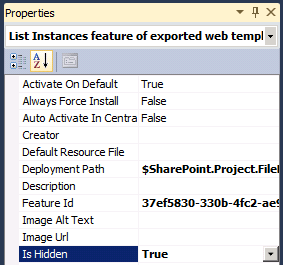 Properties
List Instances feature of exported web templ
A Z
Activate On Default True
Always Force Install False
Auto Activate In Centra False
Creator
Default Resource File
Deployment Path $SharePoint.Project.FileN
Description
Feature Id 37ef5830-330b-4fc2-ae9
Image Alt Text
Image Url
Is Hidden True